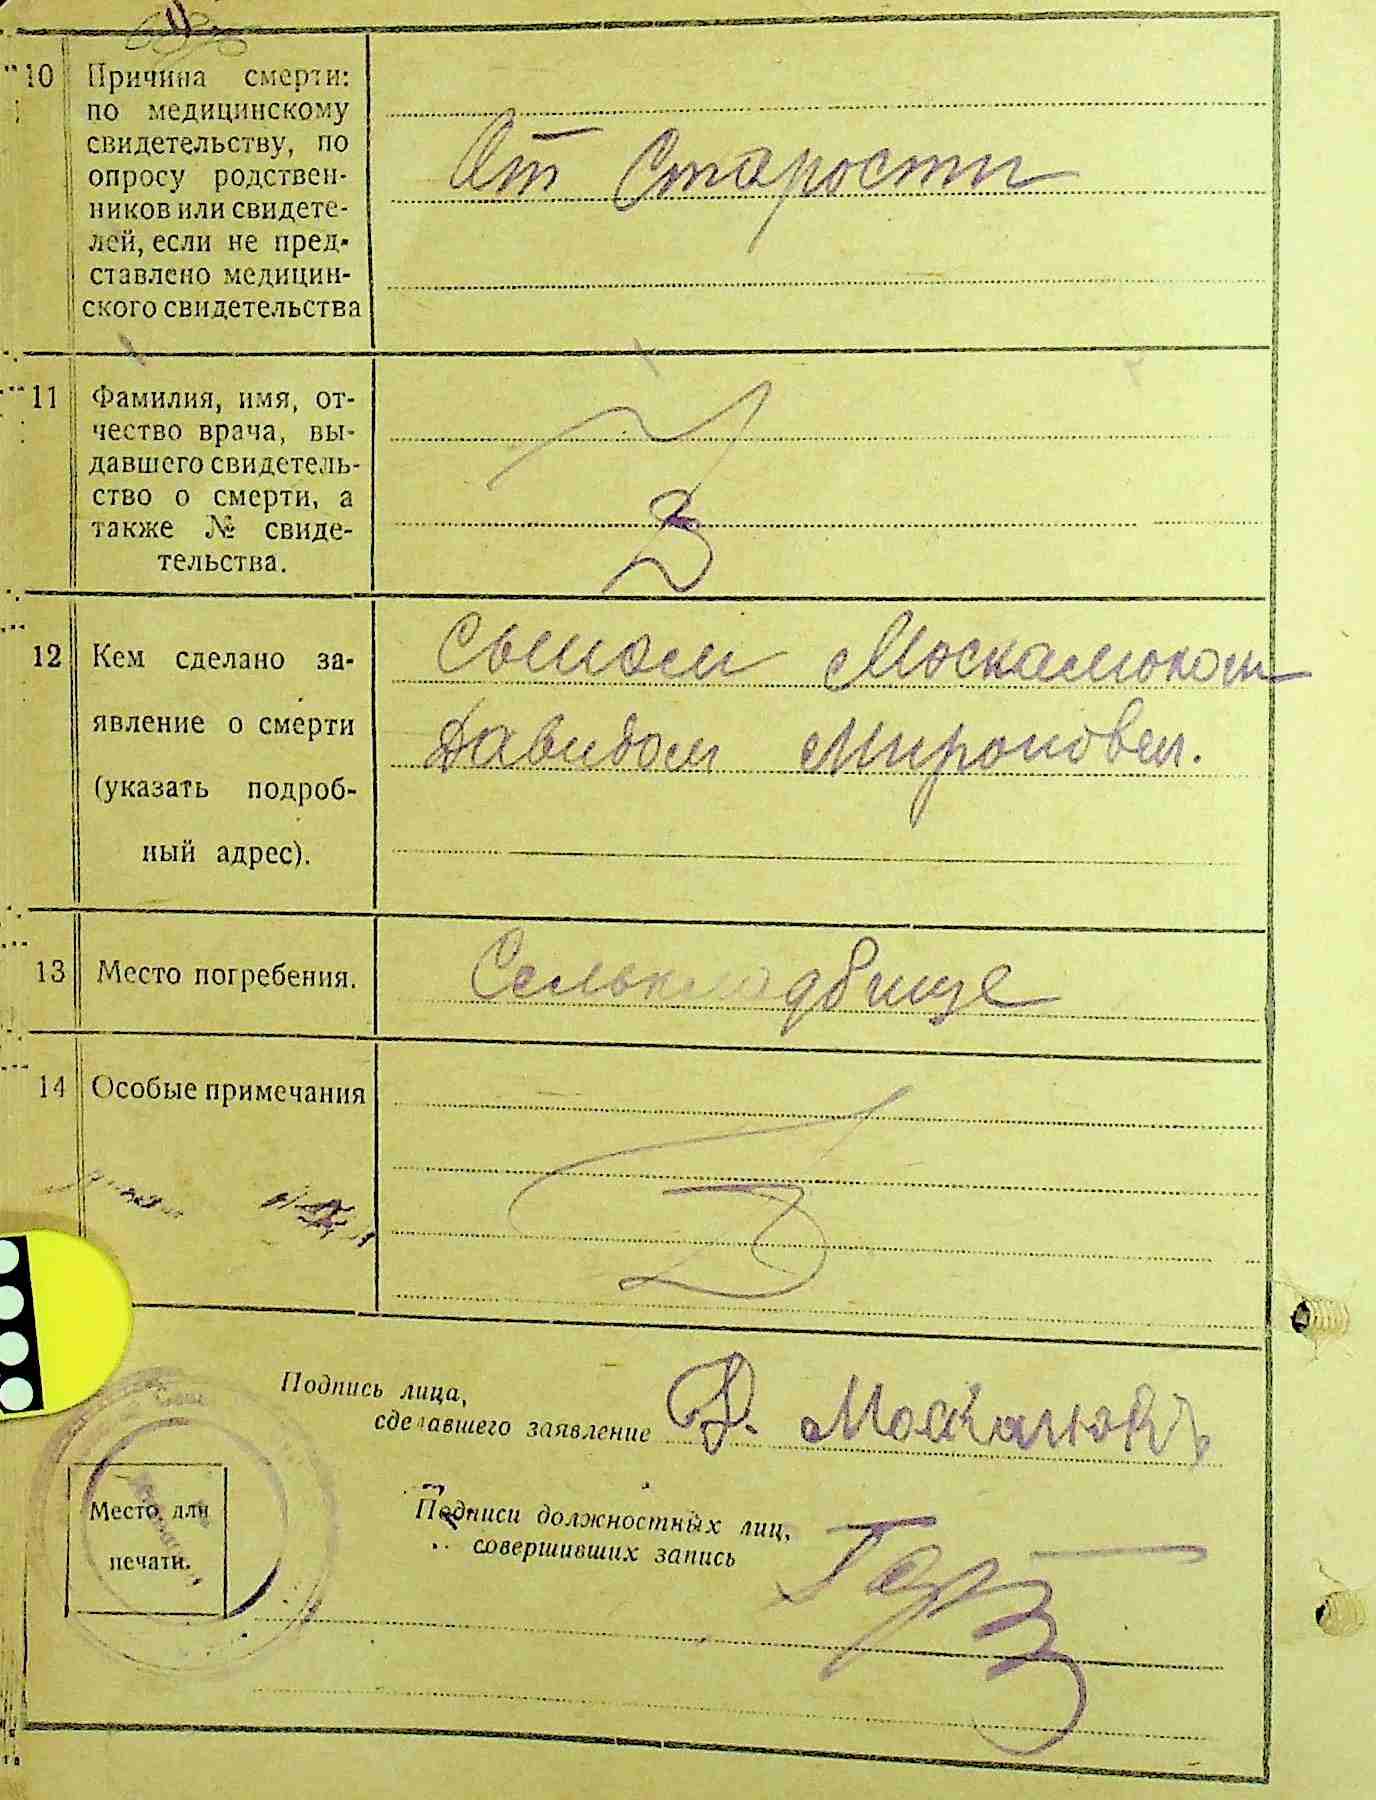 10 Причина смерти:
по медицинскому
свидетельству, по
опросу родствен-
ников или свидете-
лей, если не пред-
ставлено медицин-
ского свидетельства
От Старости
11 Фамилия, имя, от-
чество врача, вы-
давшего свидетель-
ство о смерти, а
также № свиде-
тельства.
12 Кем сделано за-
явление о смерти
(указать подроб-
ный адрес).
Сыном Москалюком
Давидом Мироновем.
13 Место погребения.
Селькладбище
14 Особые примечания
Подпись лица,
сделавшего заявление
Д. Москалюкъ
Место для
печати.
Подписи должностных лиц,
совершивших запись